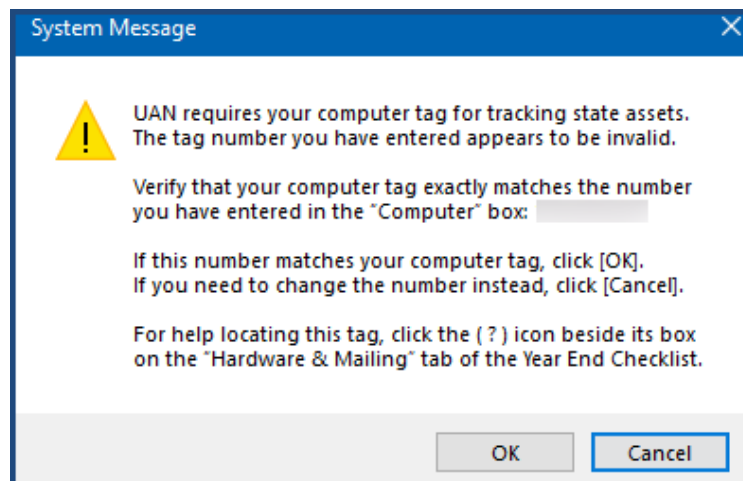 System Message
UAN requires your computer tag for tracking state assets.
The tag number you have entered appears to be invalid.
Verify that your computer tag exactly matches the number
you have entered in the “Computer” box:
If this number matches your computer tag, click [OK].
If you need to change the number instead, click [Cancel].
For help locating this tag, click the ( ? ) icon beside its box
on the “Hardware & Mailing” tab of the Year End Checklist.
OK
Cancel